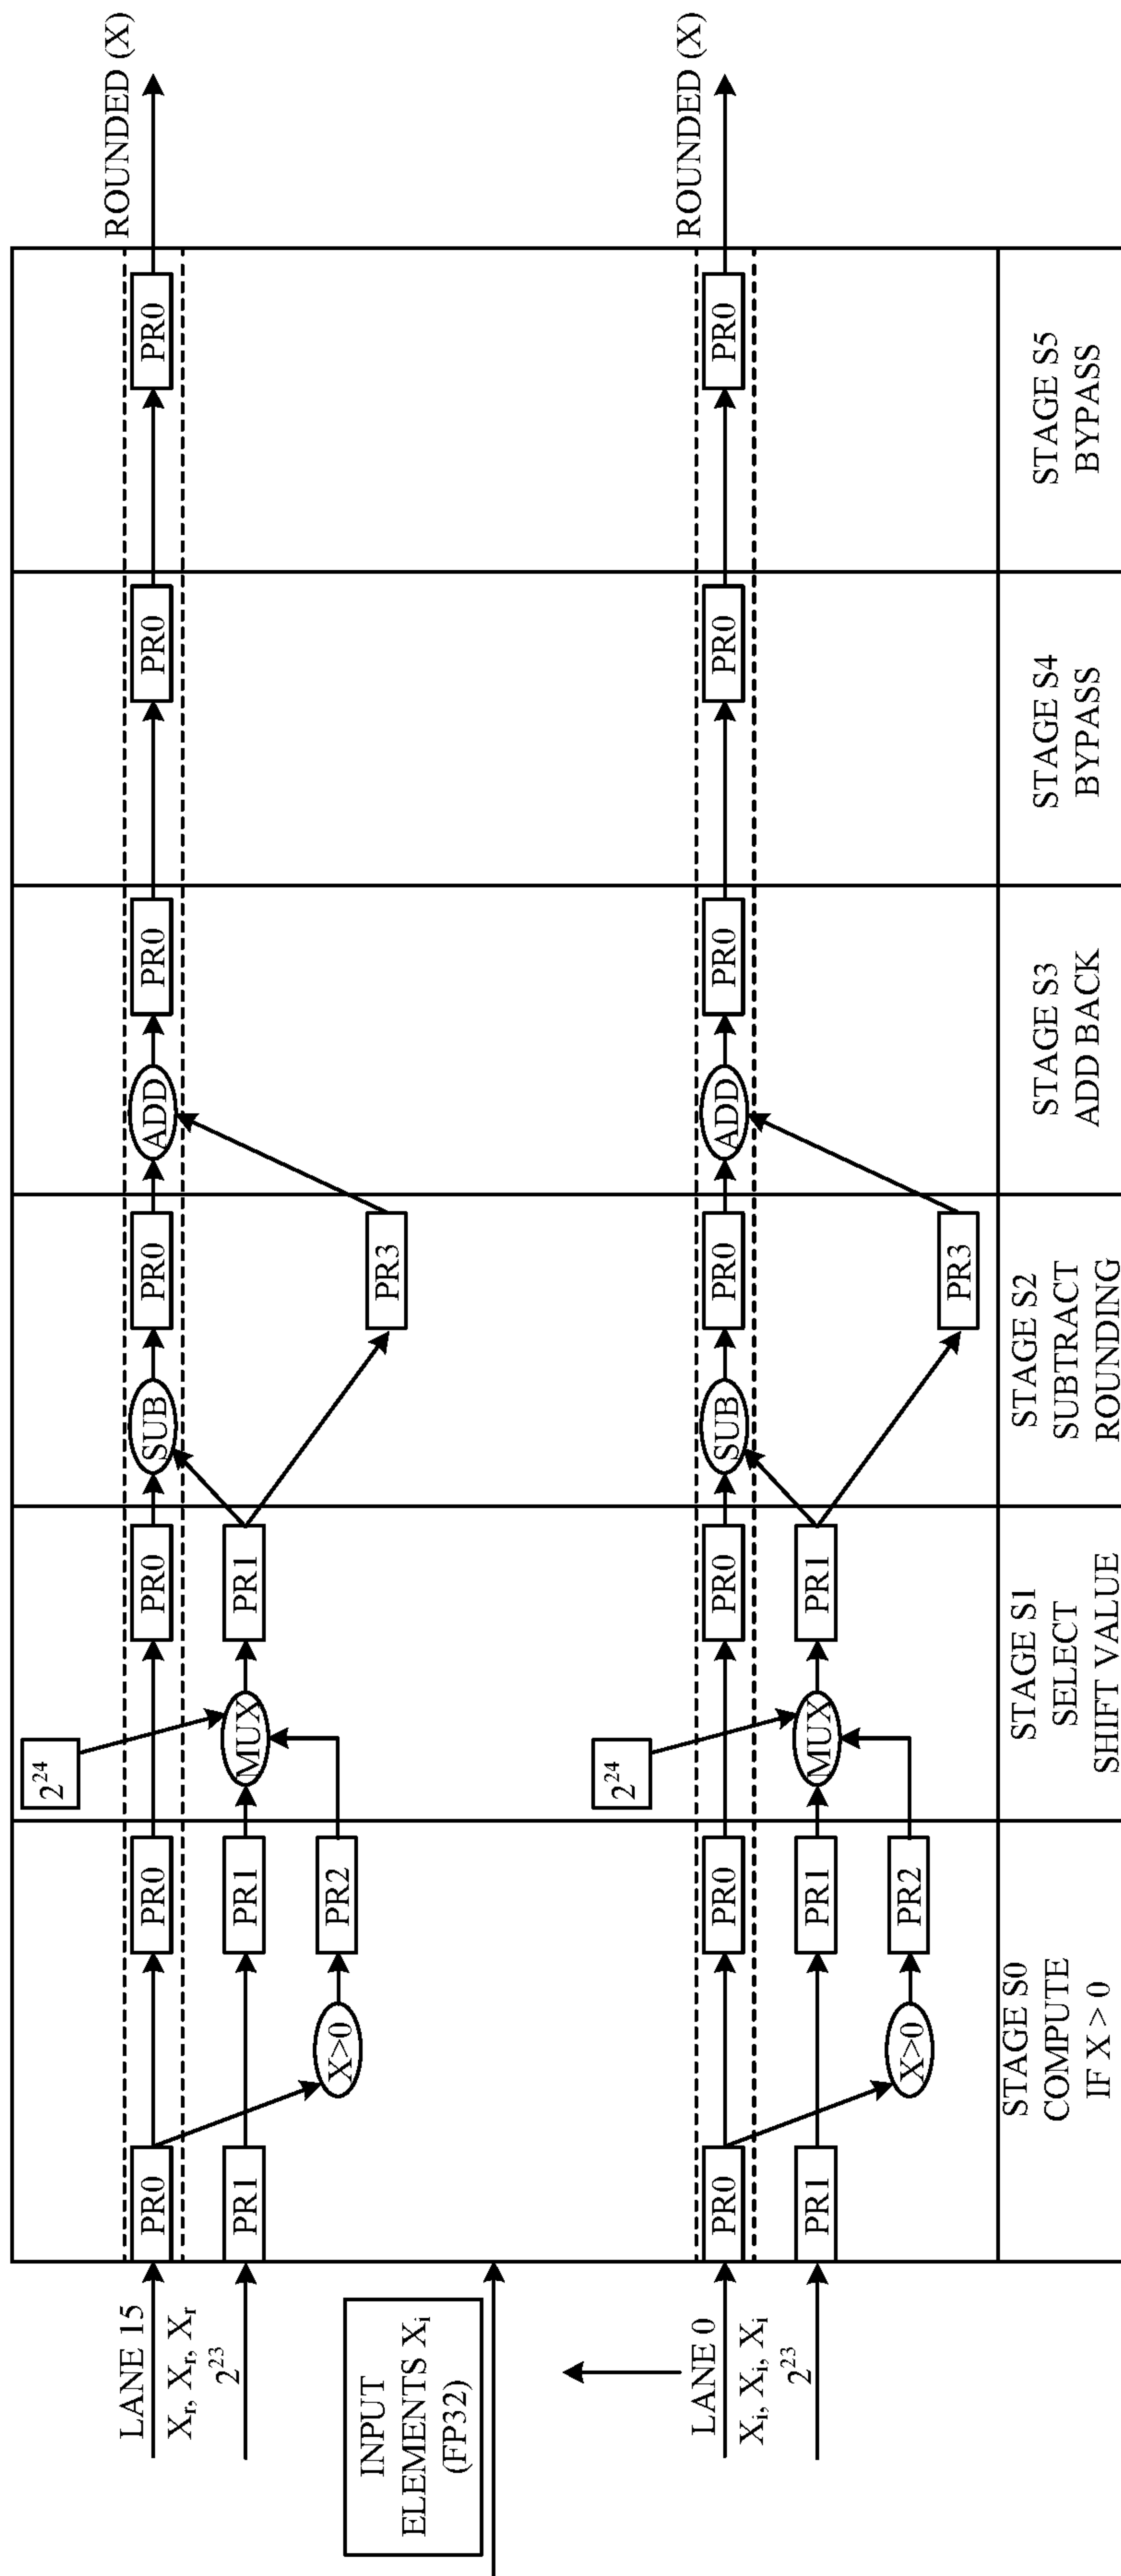 LANE 15
X_r, X_r, X_r
2^23
INPUT
ELEMENTS X_i
(FP32)
LANE 0
X_i, X_i, X_i
2^23
PR0
PR1
X>0
PR0
PR1
PR2
2^24
MUX
PR0
PR1
SUB
PR0
PR3
ADD
PR0
PR0
PR0
ROUNDED (X)
PR0
PR1
X>0
PR0
PR1
PR2
2^24
MUX
PR0
PR1
SUB
PR0
PR3
ADD
PR0
PR0
PR0
ROUNDED (X)
STAGE S0
COMPUTE
IF X > 0
STAGE S1
SELECT
SHIFT VALUE
STAGE S2
SUBTRACT
ROUNDING
STAGE S3
ADD BACK
STAGE S4
BYPASS
STAGE S5
BYPASS